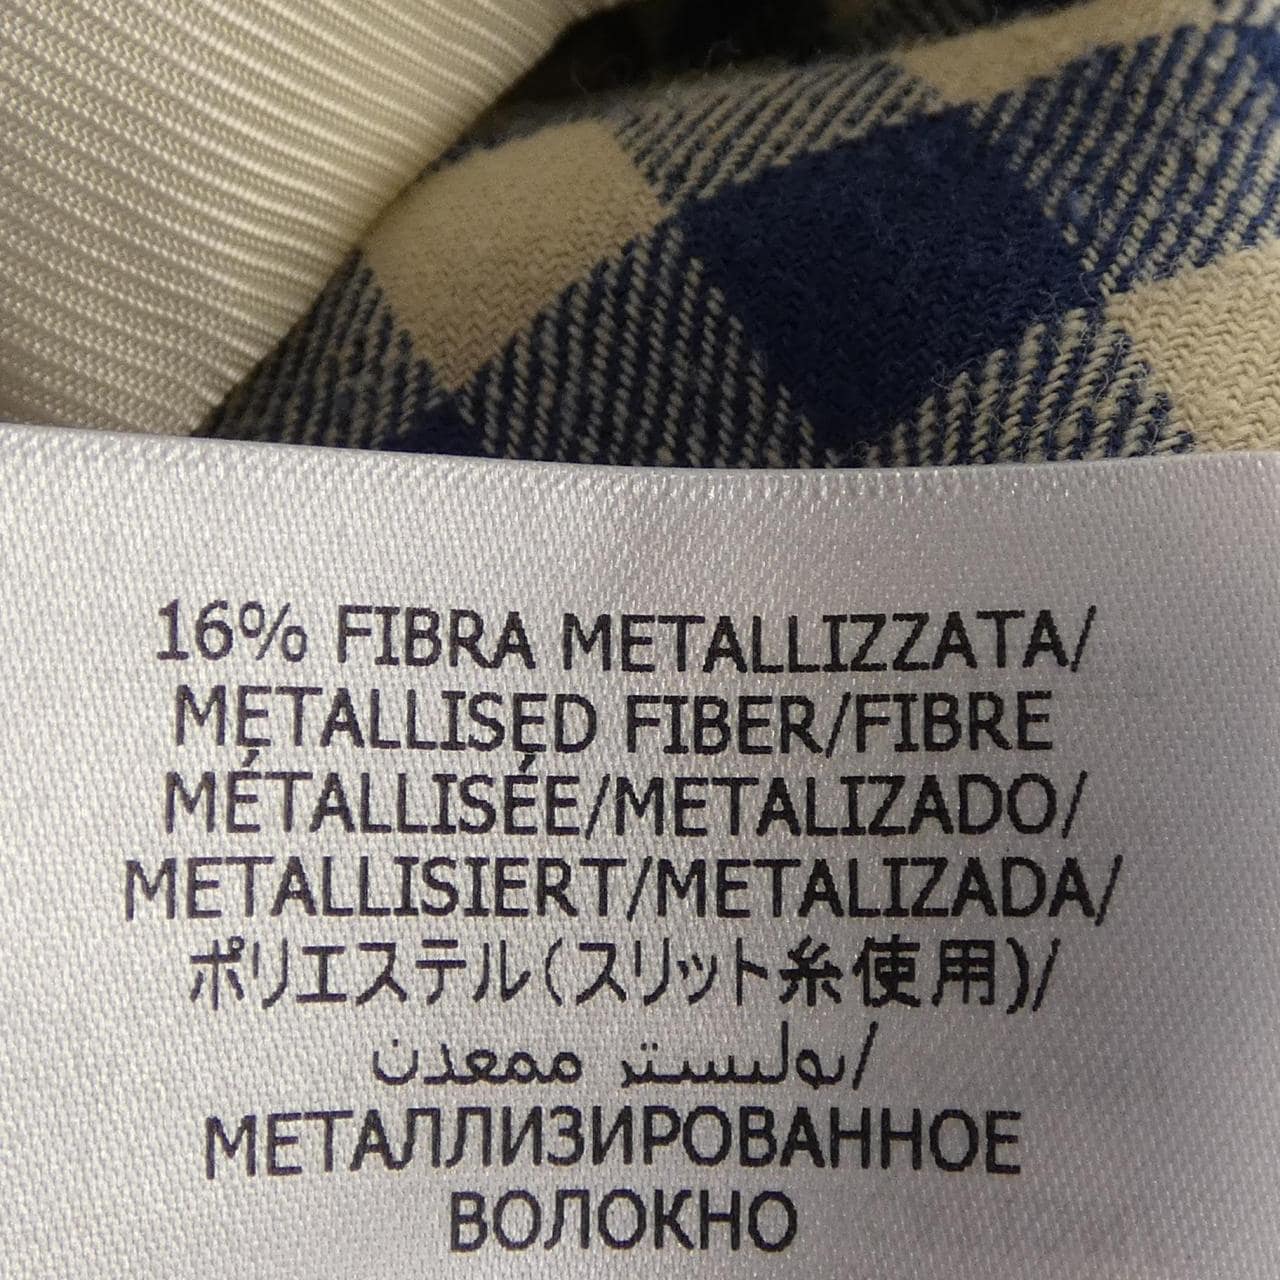 16% FIBRA METALLIZZATA/
METALLISED FIBER/FIBRE
MÉTALLISÉE/METALIZADO/
METALLISIERT/METALIZADA/
ポリエステル(スリット糸使用)/
بوليستر ممعدن/
МЕТАЛЛИЗИРОВАННОЕ
ВОЛОКНО